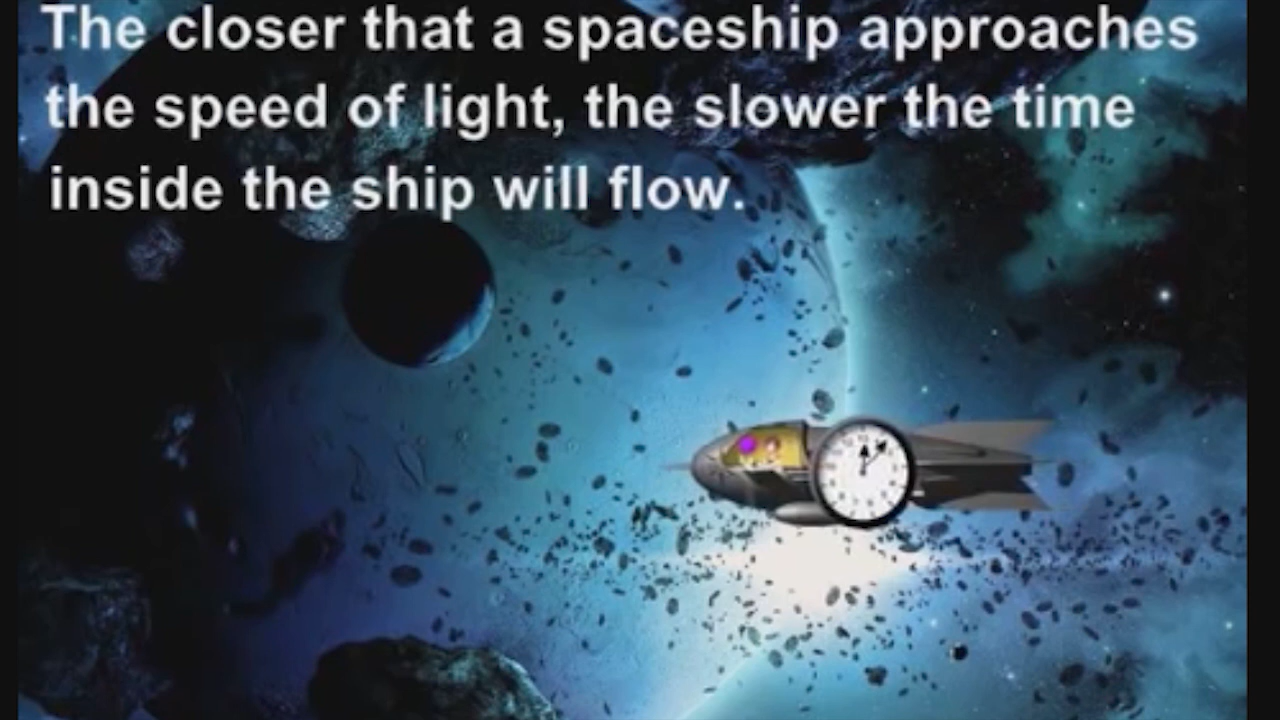 The closer that a spaceship approaches
the speed of light, the slower the time
inside the ship will flow.